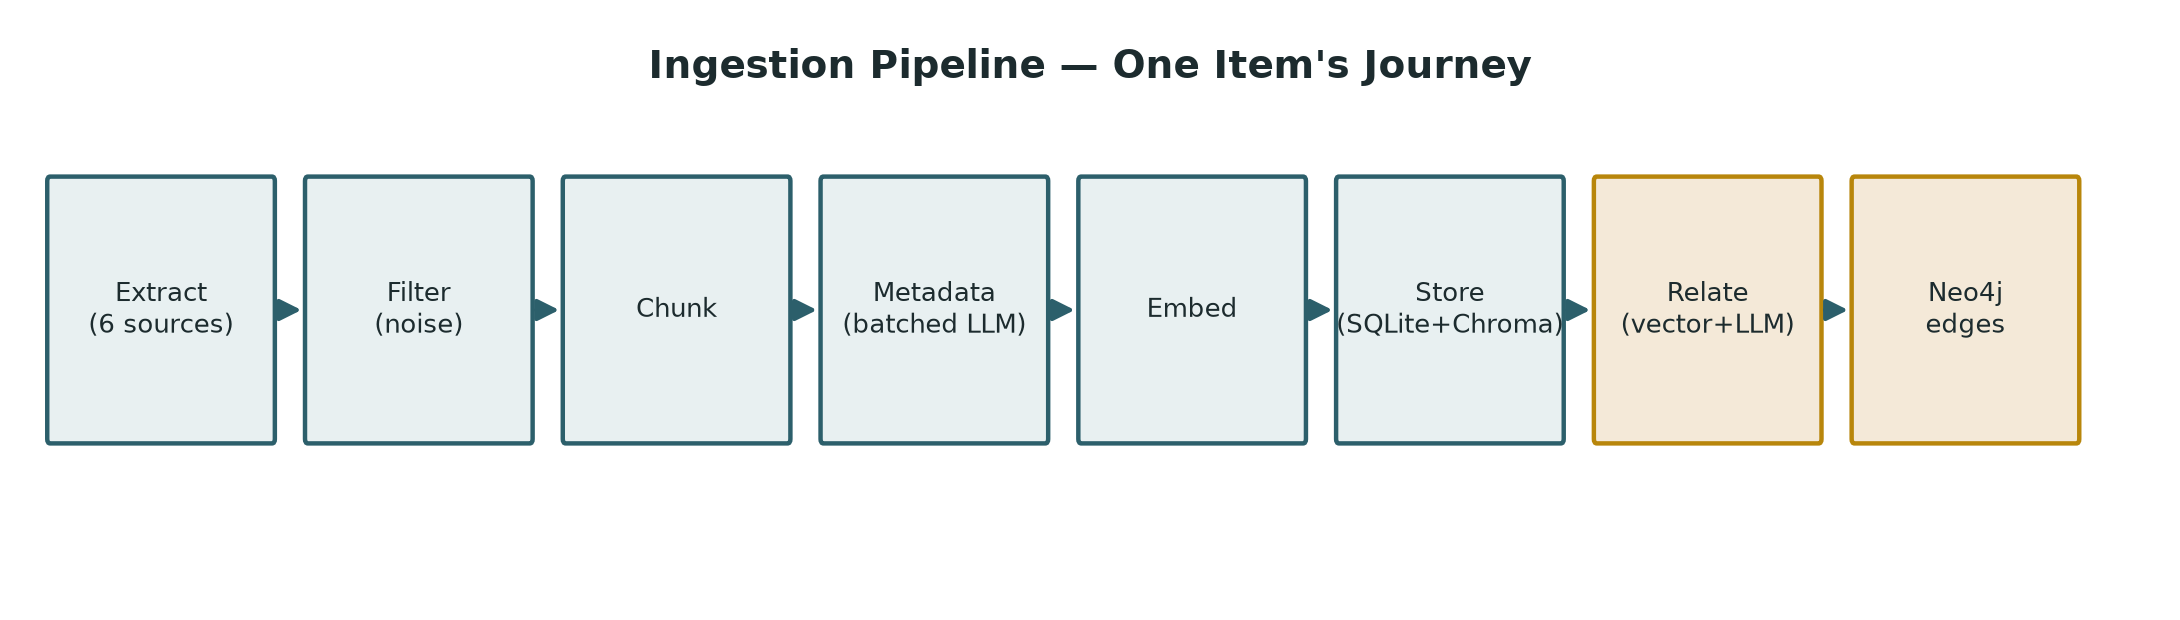 Ingestion Pipeline — One Item's Journey
Extract
(6 sources)
Filter
(noise)
Chunk
Metadata
(batched LLM)
Embed
Store
(SQLite+Chroma)
Relate
(vector+LLM)
Neo4j
edges